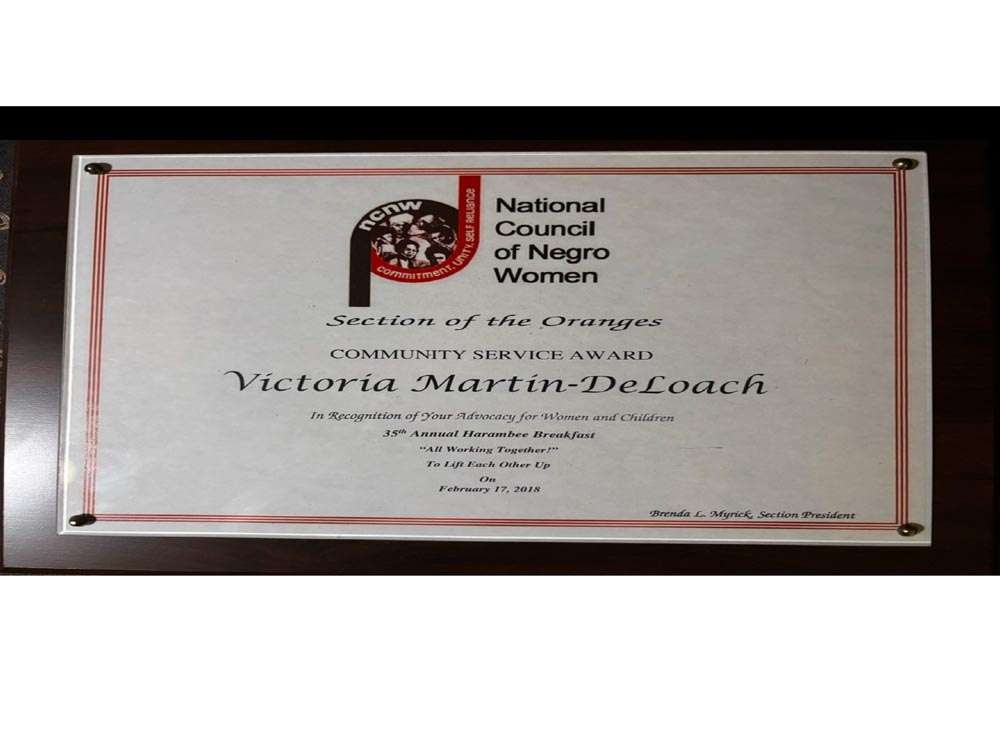 ncnw
COMMITMENT, UNITY, SELF RELIANCE
National
Council
of Negro
Women
Section of the Oranges
COMMUNITY SERVICE AWARD
Victoria Martin-DeLoach
In Recognition of Your Advocacy for Women and Children
35th Annual Harambee Breakfast
"All Working Together!"
To Lift Each Other Up
On
February 17, 2018
Brenda L. Myrick, Section President